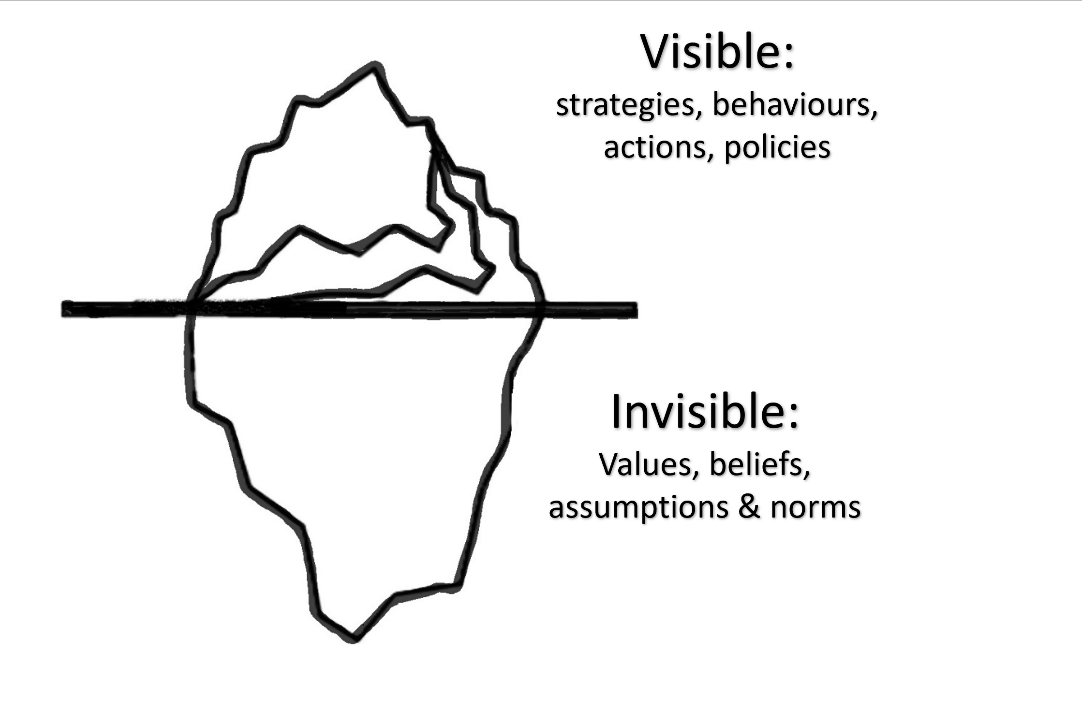 Visible:
strategies, behaviours,
actions, policies
Invisible:
Values, beliefs,
assumptions & norms